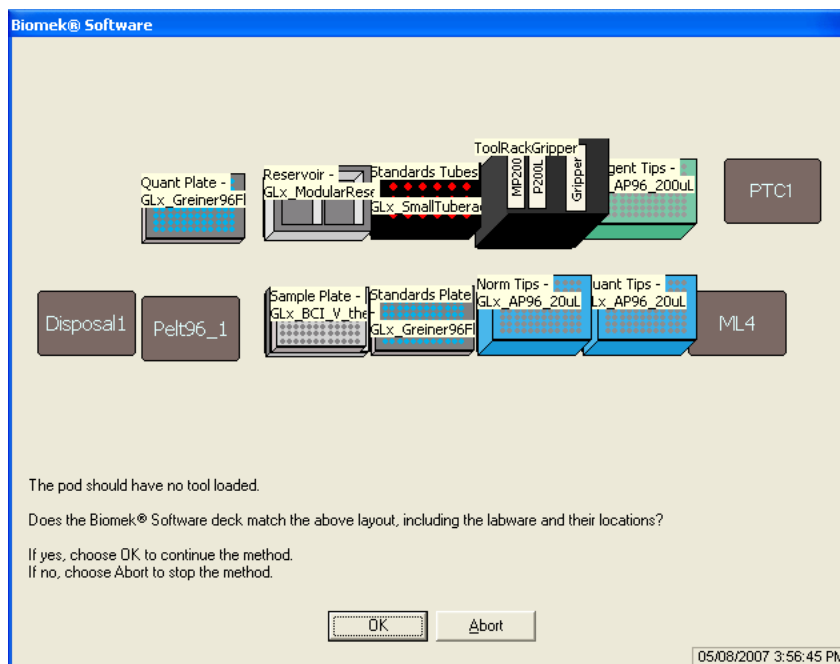 Biomek® Software
ToolRackGripper
MP200
P200L
Gripper
Quant Plate -
GLx_Greiner96Fl
Reservoir -
GLx_ModularRese
Standards Tubes
GLx_SmallTuberac
gent Tips -
_AP96_200uL
PTC1
Disposal1
Pelt96_1
Sample Plate -
GLx_BCI_V_the
Standards Plate
GLx_Greiner96Fl
Norm Tips -
GLx_AP96_20uL
uant Tips -
Lx_AP96_20uL
ML4
The pod should have no tool loaded.
Does the Biomek® Software deck match the above layout, including the labware and their locations?
If yes, choose OK to continue the method.
If no, choose Abort to stop the method.
OK
Abort
05/08/2007 3:56:45 PM